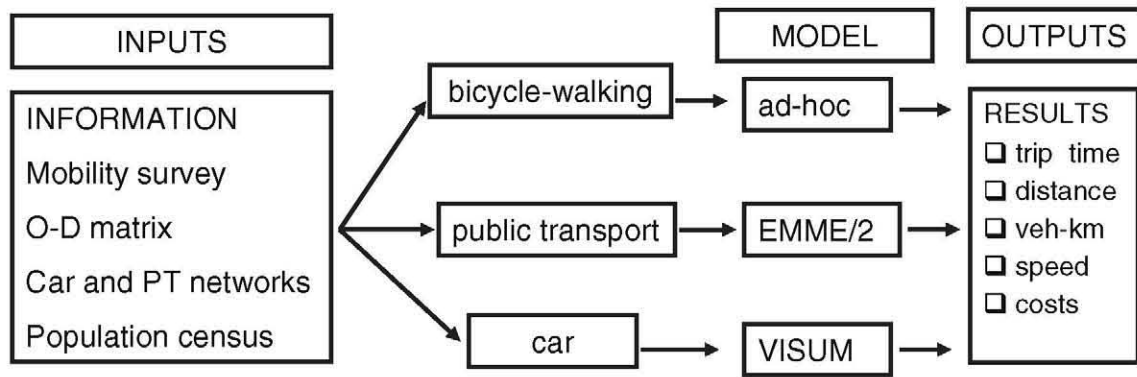 INPUTS
MODEL
OUTPUTS
INFORMATION
Mobility survey
O-D matrix
Car and PT networks
Population census
bicycle-walking
ad-hoc
public transport
EMME/2
car
VISUM
RESULTS
❑ trip time
❑ distance
❑ veh-km
❑ speed
❑ costs